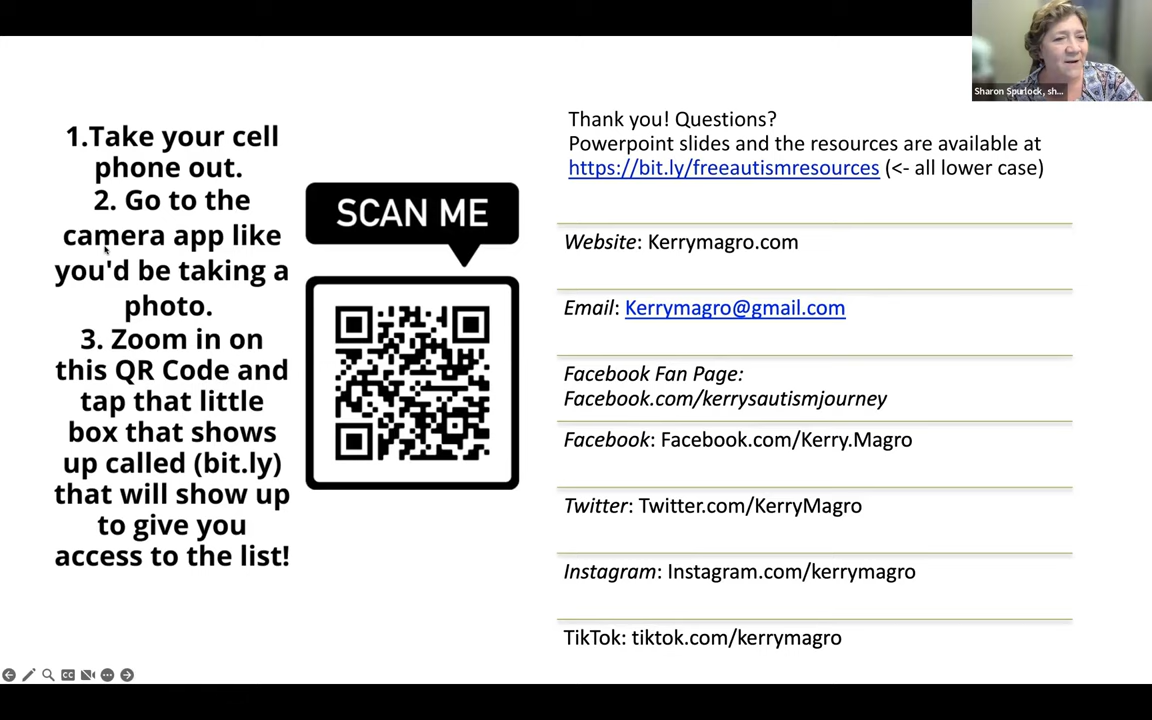 Sharon Spurlock, sh...
1.Take your cell
phone out.
2. Go to the
camera app like
you'd be taking a
photo.
3. Zoom in on
this QR Code and
tap that little
box that shows
up called (bit.ly)
that will show up
to give you
access to the list!
SCAN ME
Thank you! Questions?
Powerpoint slides and the resources are available at
https://bit.ly/freeautismresources (<- all lower case)
Website: Kerrymagro.com
Email: Kerrymagro@gmail.com
Facebook Fan Page:
Facebook.com/kerrysautismjourney
Facebook: Facebook.com/Kerry.Magro
Twitter: Twitter.com/KerryMagro
Instagram: Instagram.com/kerrymagro
TikTok: tiktok.com/kerrymagro
CC